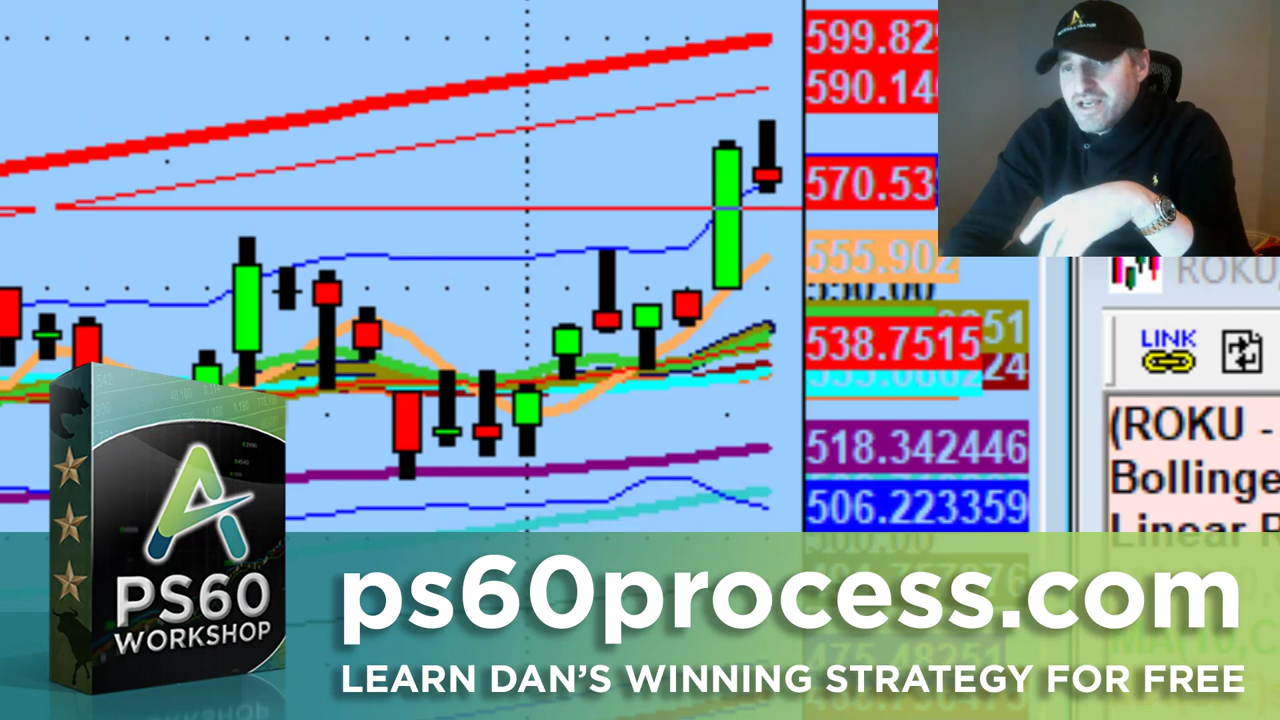 599.82
590.14
570.53
555.902
538.7515
518.342446
506.223359
ROKU
LINK
(ROKU -
Bollinge
Linear R
PS60
WORKSHOP
ps60process.com
LEARN DAN'S WINNING STRATEGY FOR FREE